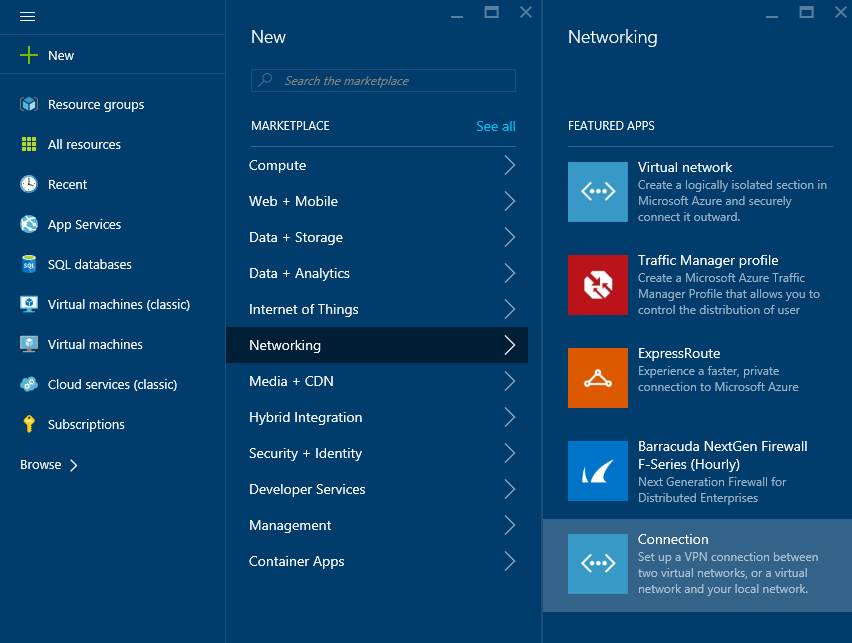 New
Resource groups
All resources
Recent
App Services
SQL
SQL databases
Virtual machines (classic)
Virtual machines
Cloud services (classic)
Subscriptions
Browse
New
Search the marketplace
MARKETPLACE
See all
Compute
Web + Mobile
Data + Storage
Data + Analytics
Internet of Things
Networking
Media + CDN
Hybrid Integration
Security + Identity
Developer Services
Management
Container Apps
Networking
FEATURED APPS
Virtual network
Create a logically isolated section in
Microsoft Azure and securely
connect it outward.
Traffic Manager profile
Create a Microsoft Azure Traffic
Manager Profile that allows you to
control the distribution of user
ExpressRoute
Experience a faster, private
connection to Microsoft Azure
Barracuda NextGen Firewall
F-Series (Hourly)
Next Generation Firewall for
Distributed Enterprises
Connection
Set up a VPN connection between
two virtual networks, or a virtual
network and your local network.